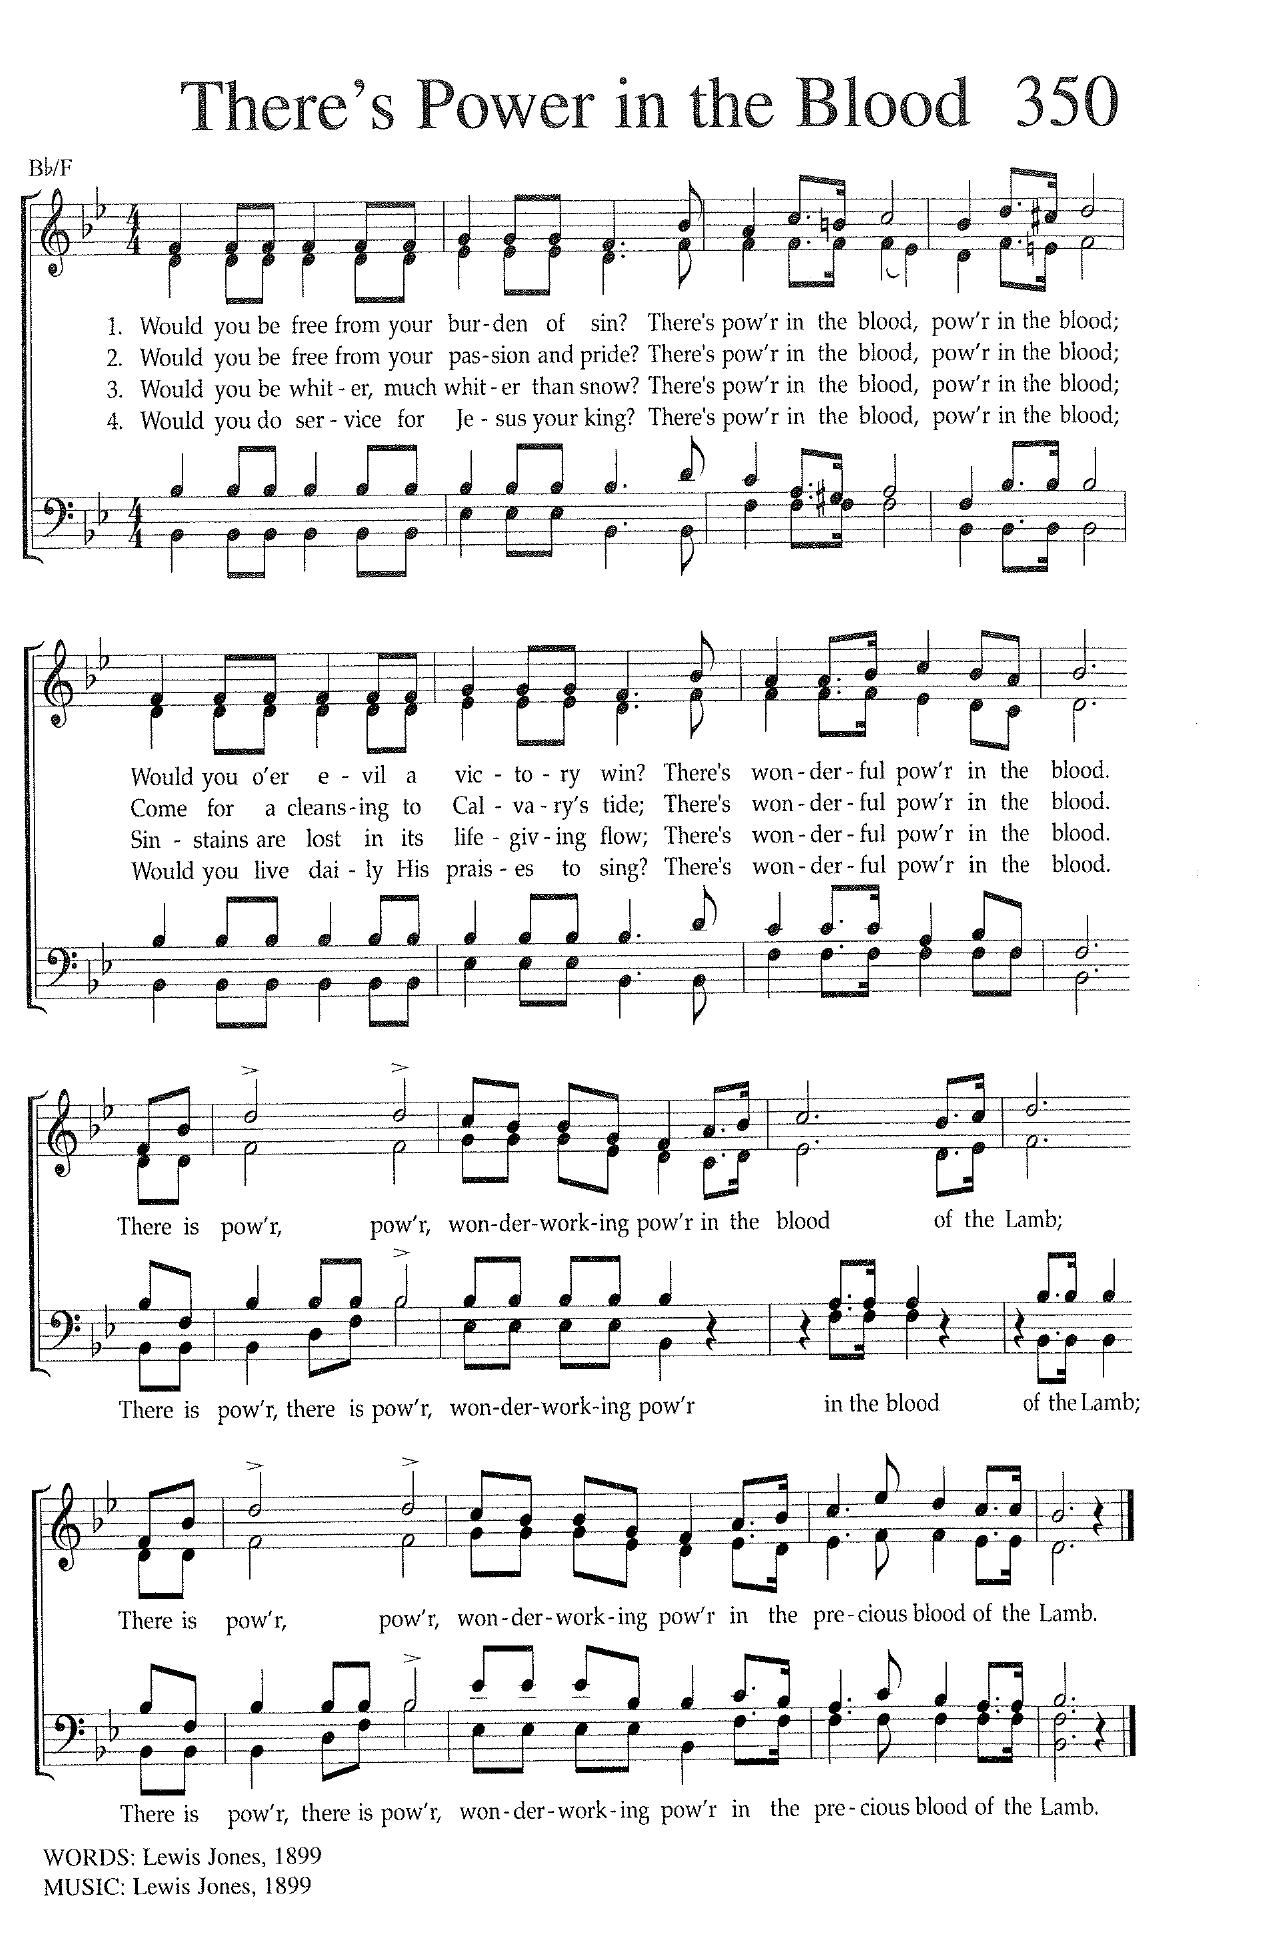 There's Power in the Blood 350
B♭/F
1. Would you be free from your bur-den of sin? There's pow'r in the blood, pow'r in the blood;
2. Would you be free from your pas-sion and pride? There's pow'r in the blood, pow'r in the blood;
3. Would you be whit-er, much whit-er than snow? There's pow'r in the blood, pow'r in the blood;
4. Would you do ser-vice for Je-sus your king? There's pow'r in the blood, pow'r in the blood;
Would you o'er e-vil a vic-to-ry win? There's won-der-ful pow'r in the blood.
Come for a cleans-ing to Cal-va-ry's tide; There's won-der-ful pow'r in the blood.
Sin-stains are lost in its life-giv-ing flow; There's won-der-ful pow'r in the blood.
Would you live dai-ly His prais-es to sing? There's won-der-ful pow'r in the blood.
There is pow'r, pow'r, won-der-work-ing pow'r in the blood of the Lamb;
There is pow'r, there is pow'r, won-der-work-ing pow'r in the blood of the Lamb;
There is pow'r, pow'r, won-der-work-ing pow'r in the pre-cious blood of the Lamb.
There is pow'r, there is pow'r, won-der-work-ing pow'r in the pre-cious blood of the Lamb.
WORDS: Lewis Jones, 1899
MUSIC: Lewis Jones, 1899